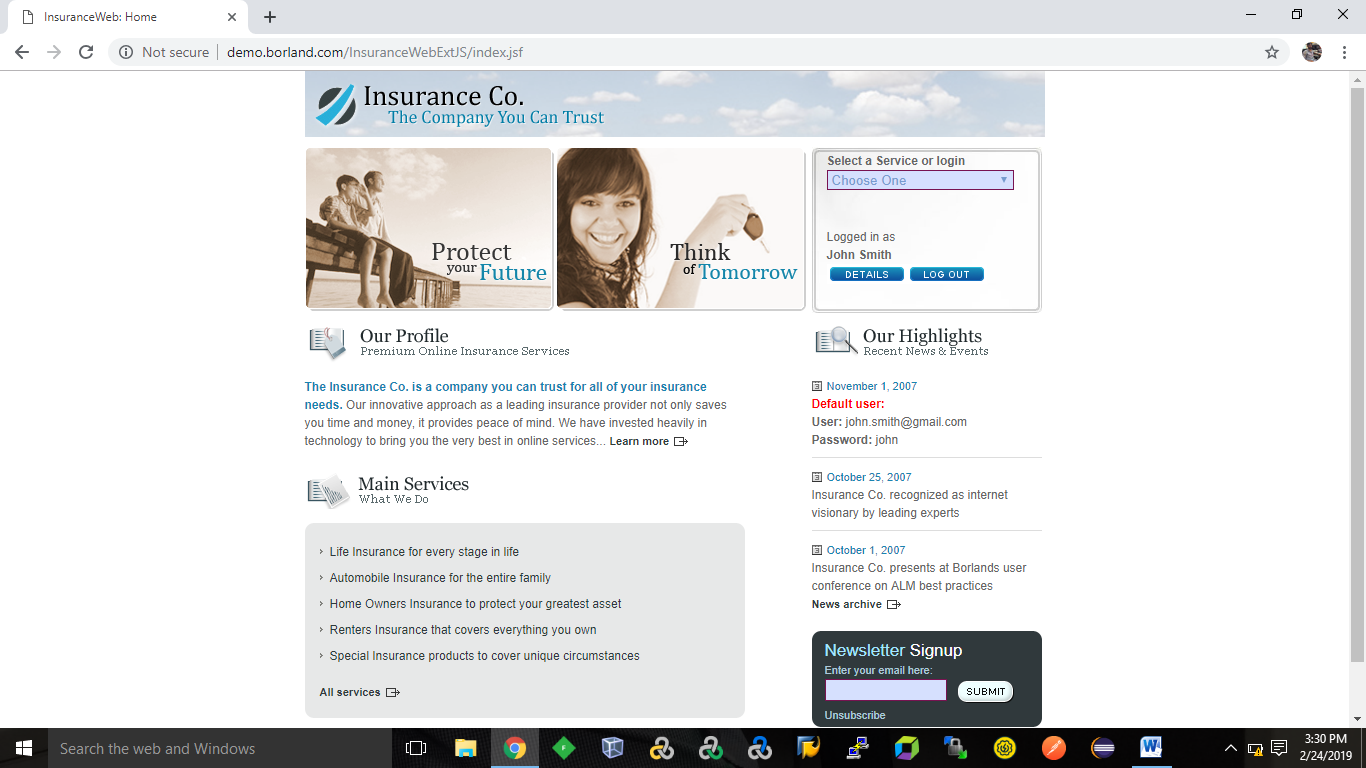 InsuranceWeb: Home
Not secure
demo.borland.com/InsuranceWebExtJS/index.jsf
Insurance Co.
The Company You Can Trust
Protect
your Future
Think
of Tomorrow
Select a Service or login
Choose One
Logged in as
John Smith
DETAILS
LOG OUT
Our Profile
Premium Online Insurance Services
The Insurance Co. is a company you can trust for all of your insurance
needs. Our innovative approach as a leading insurance provider not only saves
you time and money, it provides peace of mind. We have invested heavily in
technology to bring you the very best in online services... Learn more
Main Services
What We Do
› Life Insurance for every stage in life
› Automobile Insurance for the entire family
› Home Owners Insurance to protect your greatest asset
› Renters Insurance that covers everything you own
› Special Insurance products to cover unique circumstances
All services
Our Highlights
Recent News & Events
November 1, 2007
Default user:
User: john.smith@gmail.com
Password: john
October 25, 2007
Insurance Co. recognized as internet
visionary by leading experts
October 1, 2007
Insurance Co. presents at Borlands user
conference on ALM best practices
News archive
Newsletter Signup
Enter your email here:
SUBMIT
Unsubscribe
Search the web and Windows
3:30 PM
2/24/2019